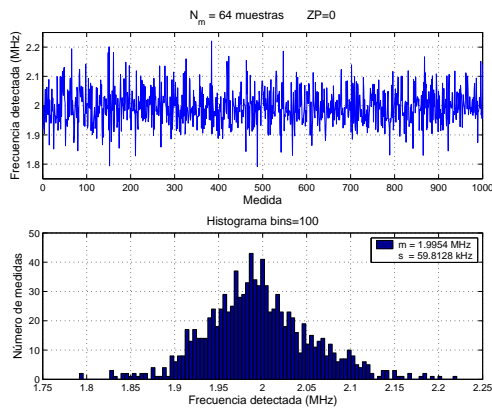 N_m = 64 muestras ZP=0
Frecuencia detectada (MHz)
2.2
2.1
2
1.9
1.8
0 100 200 300 400 500 600 700 800 900 1000
Medida
Histograma bins=100
Número de medidas
50
40
30
20
10
0
m = 1.9954 MHz
s = 59.8128 kHz
1.75 1.8 1.85 1.9 1.95 2 2.05 2.1 2.15 2.2 2.25
Frecuencia detectada (MHz)